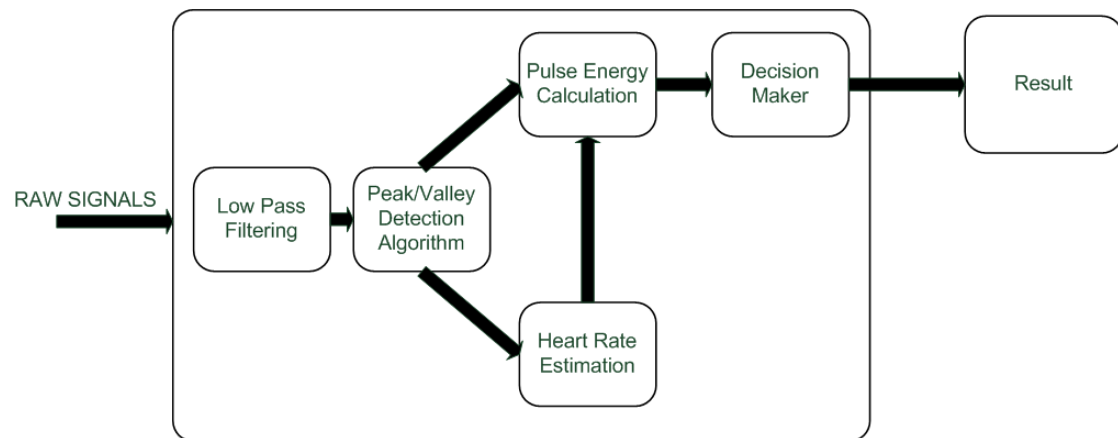 RAW SIGNALS
Low Pass
Filtering
Peak/Valley
Detection
Algorithm
Pulse Energy
Calculation
Heart Rate
Estimation
Decision
Maker
Result